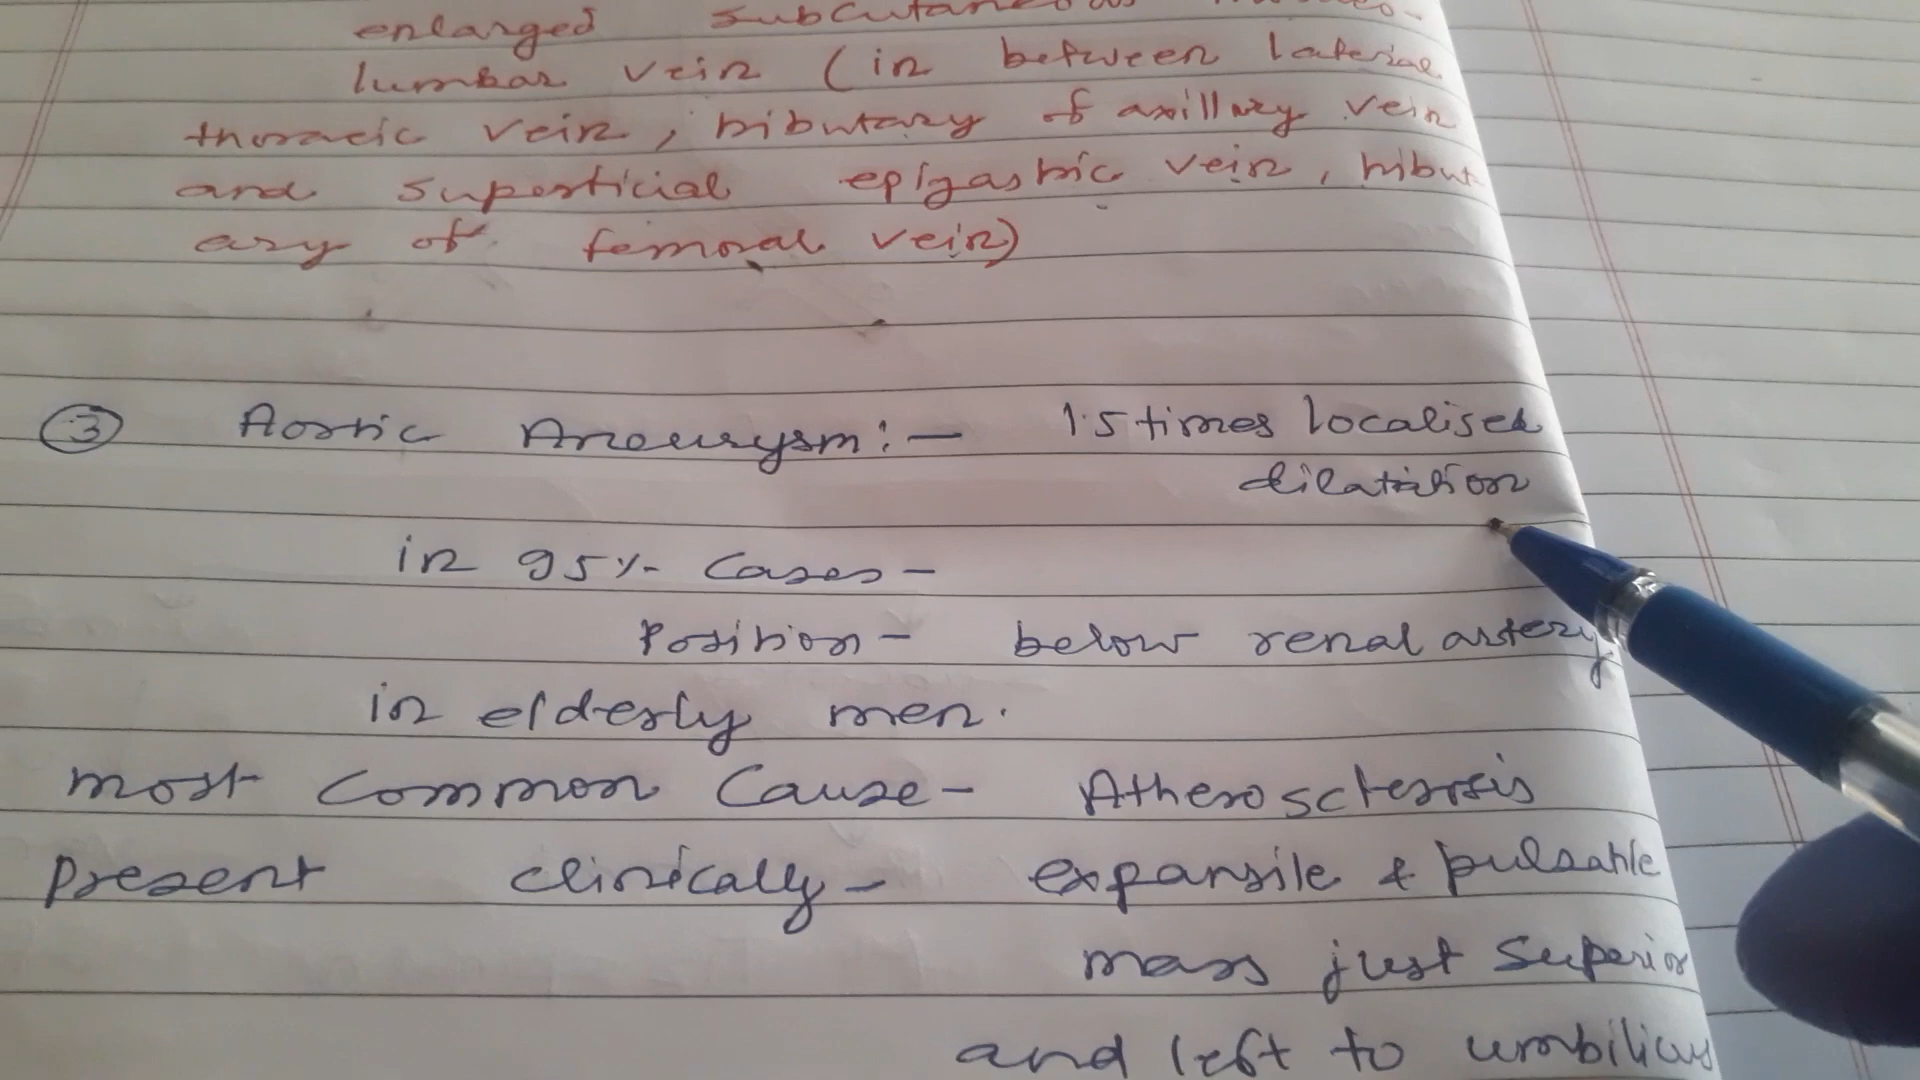 enlarged subcutaneous
lumbar vein (in between laterial
thoracic vein, tributary of axillary vein
and superficial epigastric vein, tribut
ary of femoral vein)
3 Aortic Aneurysm:- 1.5 times localised
dilatation
in 95% cases-
Position- below renal artery
in elderly men.
most common cause- Atherosclerosis
Present clinically- expansile & pulsatile
mass just superior
and left to umbilicus